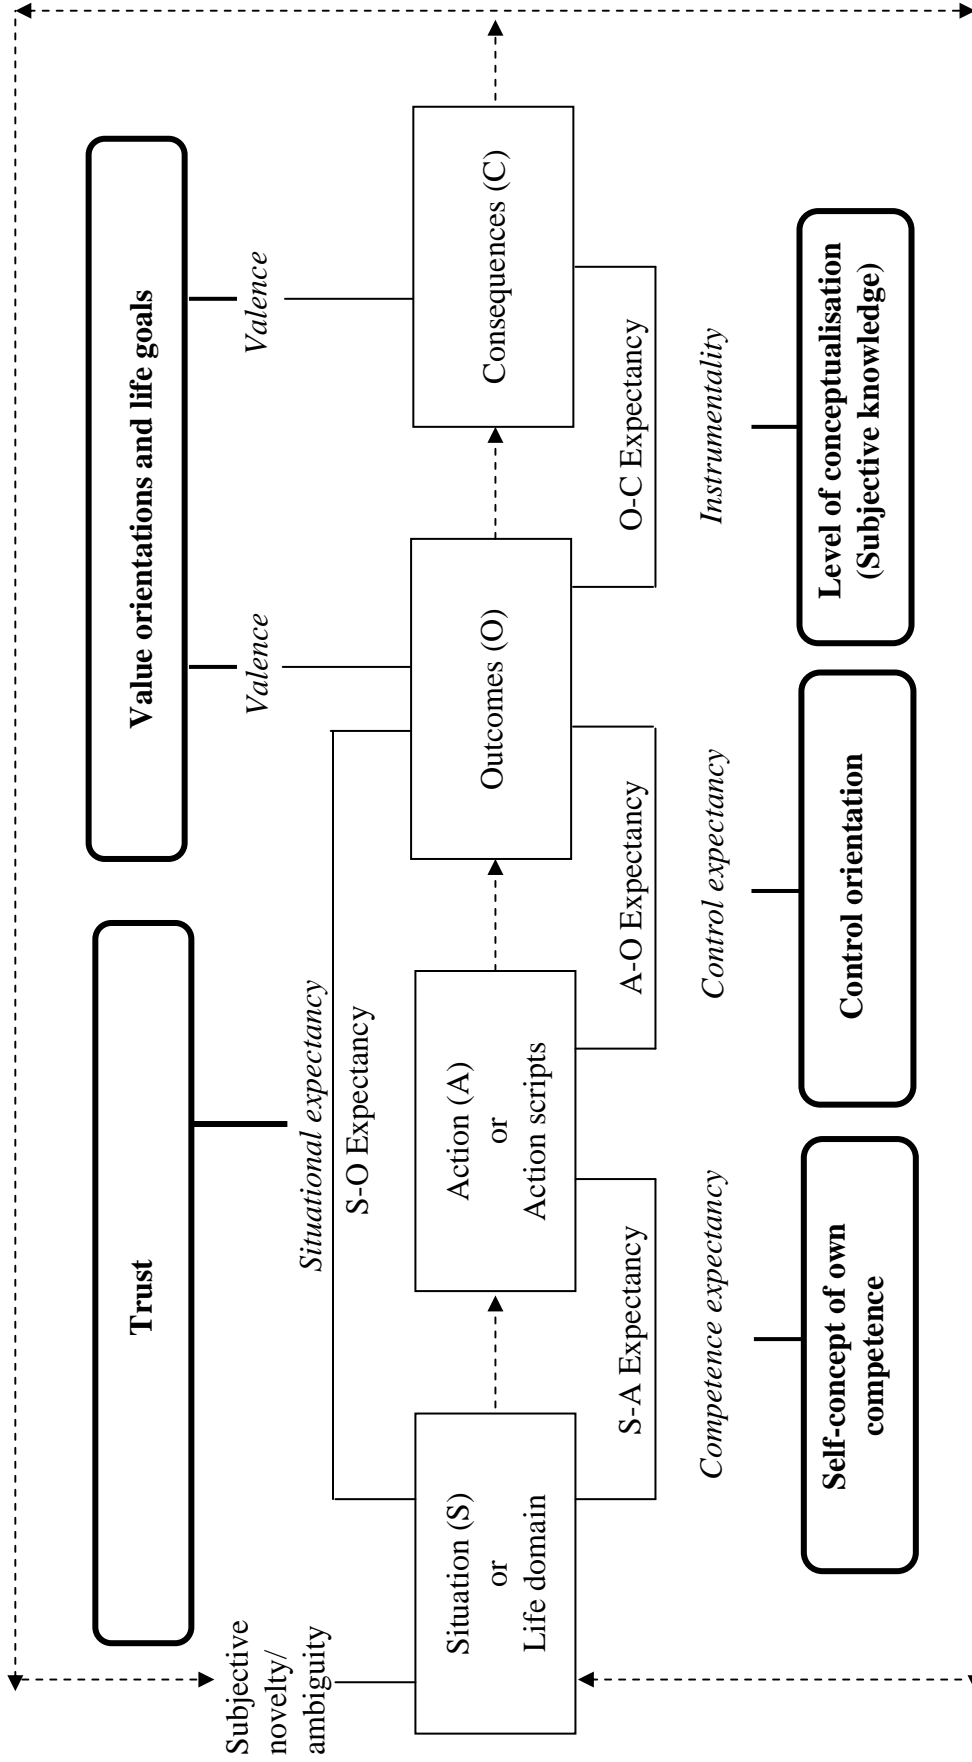 Trust
Value orientations and life goals
Subjective
novelty/
ambiguity
Situational expectancy
S-O Expectancy
Valence
Valence
Situation (S)
or
Life domain
Action (A)
or
Action scripts
Outcomes (O)
Consequences (C)
S-A Expectancy
A-O Expectancy
O-C Expectancy
Competence expectancy
Control expectancy
Instrumentality
Self-concept of own
competence
Control orientation
Level of conceptualisation
(Subjective knowledge)